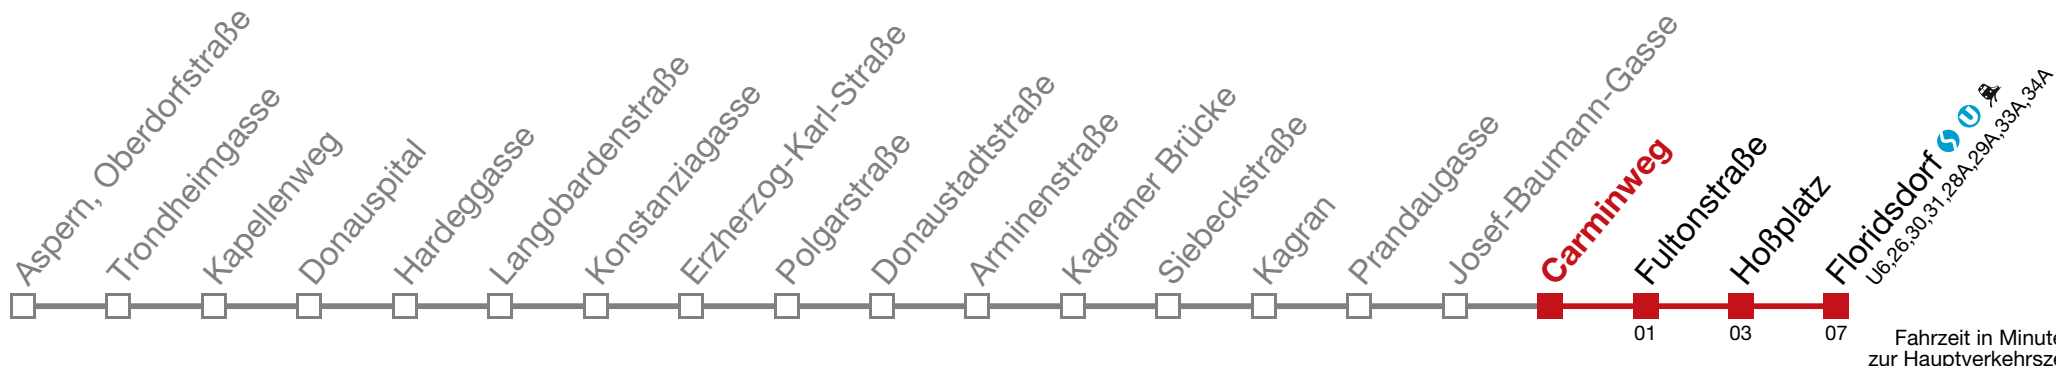 Aspern, Oberdorfstraße
Trondheimgasse
Kapellenweg
Donauspital
Hardeggasse
Langobardenstraße
Konstanziagasse
Erzherzog-Karl-Straße
Polgarstraße
Donaustadtstraße
Arminenstraße
Kagraner Brücke
Siebeckstraße
Kagran
Prandaugasse
Josef-Baumann-Gasse
Carminweg
Fultonstraße
Hoßplatz
Floridsdorf S U
U6,26,30,31,28A,29A,33A,34A
01
03
07
Fahrzeit in Minute
zur Hauptverkehrsze